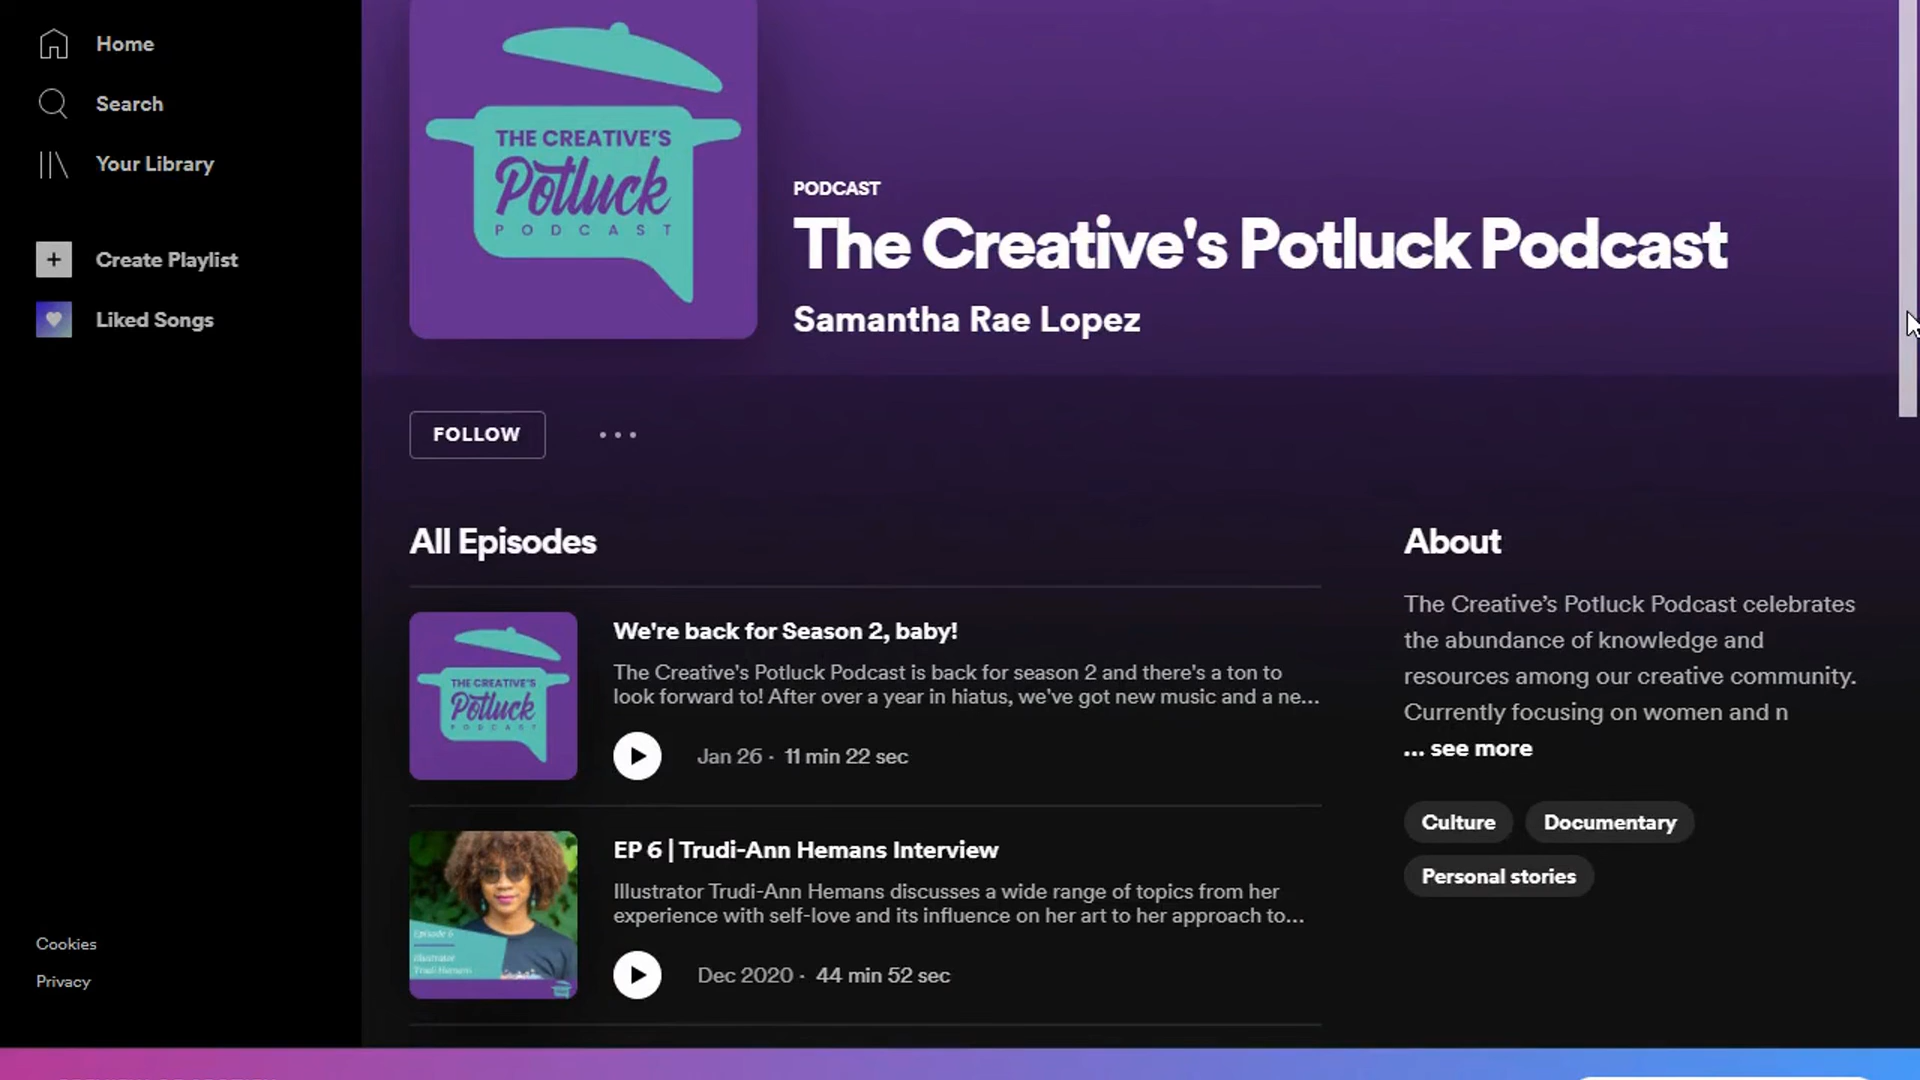 Home
Search
Your Library
Create Playlist
Liked Songs
Cookies
Privacy
THE CREATIVE'S
Potluck
PODCAST
PODCAST
The Creative's Potluck Podcast
Samantha Rae Lopez
FOLLOW
All Episodes
THE CREATIVE'S
Potluck
PODCAST
We're back for Season 2, baby!
The Creative's Potluck Podcast is back for season 2 and there's a ton to
look forward to! After over a year in hiatus, we've got new music and a ne...
Jan 26 · 11 min 22 sec
Episode 6
Illustrator
Trudi Hemans
EP 6 | Trudi-Ann Hemans Interview
Illustrator Trudi-Ann Hemans discusses a wide range of topics from her
experience with self-love and its influence on her art to her approach to...
Dec 2020 · 44 min 52 sec
About
The Creative’s Potluck Podcast celebrates
the abundance of knowledge and
resources among our creative community.
Currently focusing on women and n
... see more
Culture
Documentary
Personal stories